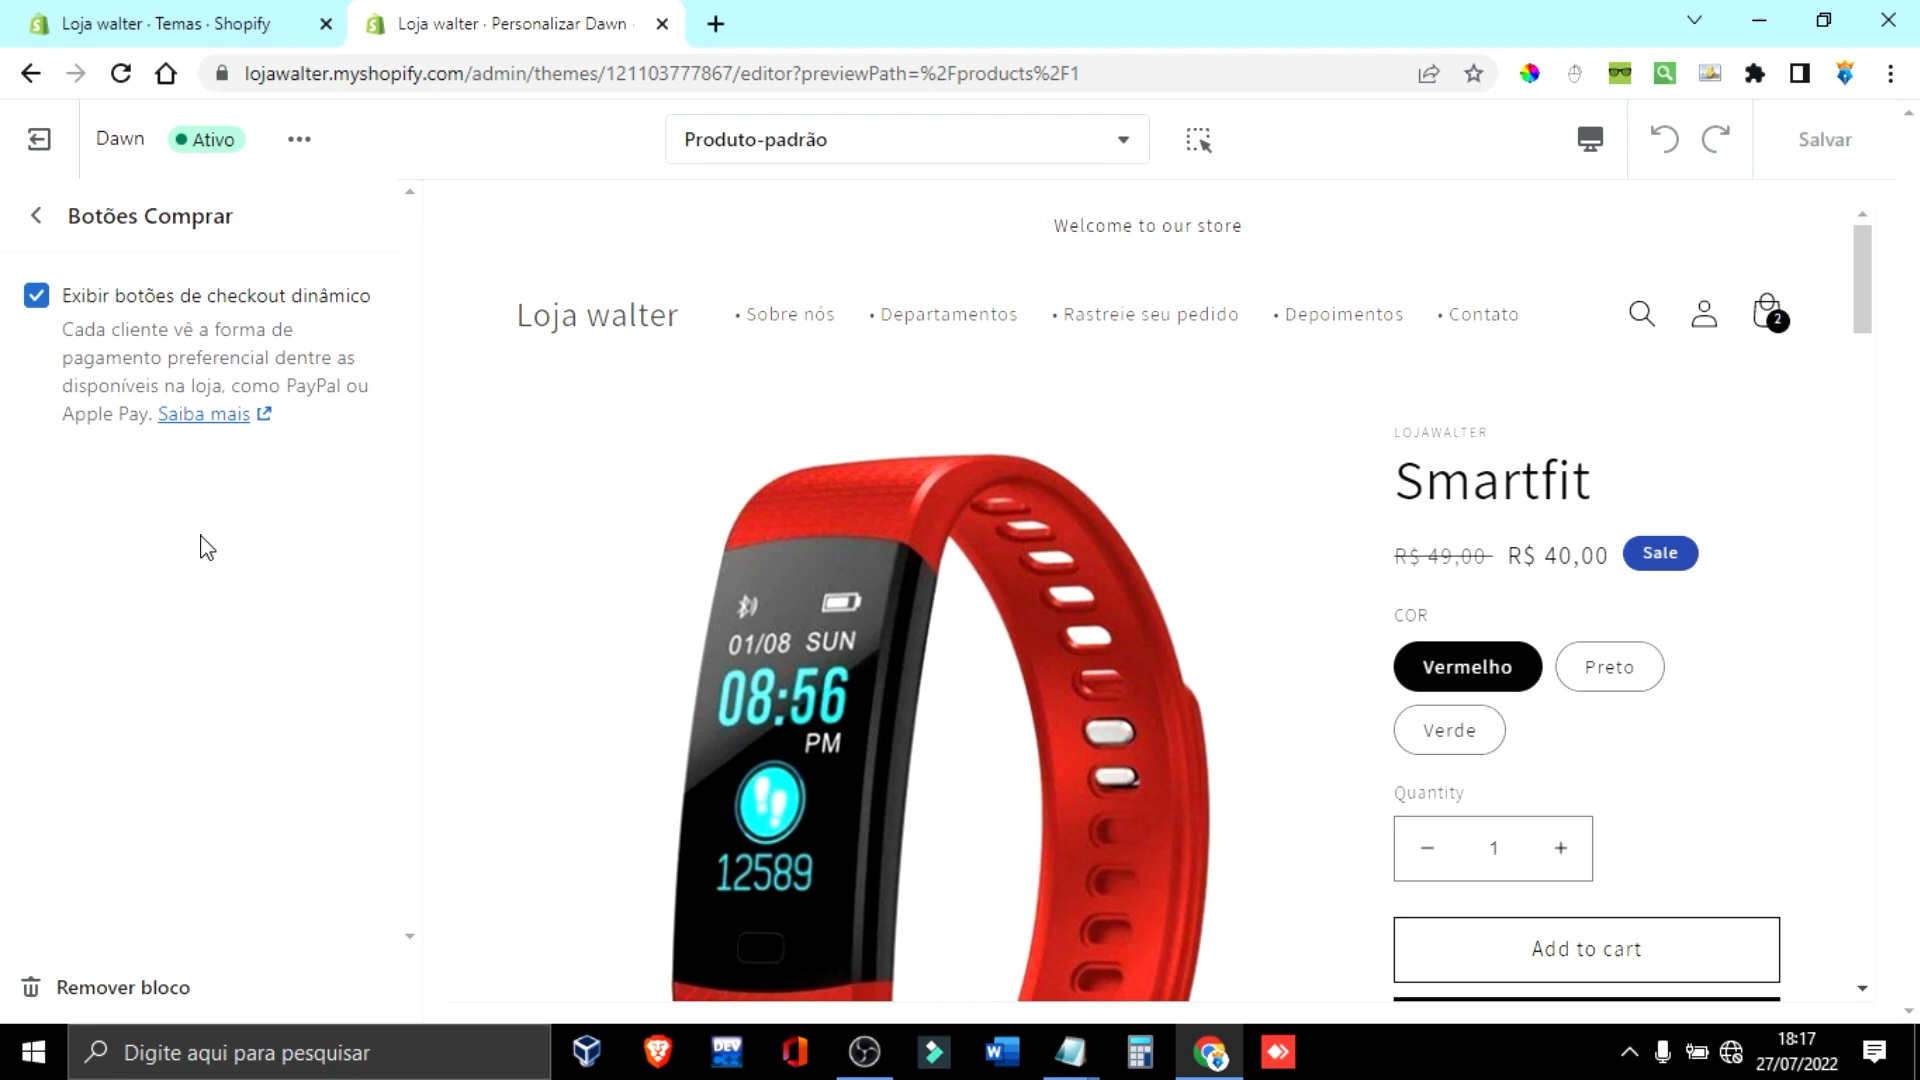 Loja walter · Temas · Shopify
Loja walter · Personalizar Dawn ·
lojawalter.myshopify.com/admin/themes/121103777867/editor?previewPath=%2Fproducts%2F1
Dawn
Ativo
Produto-padrão
Salvar
Botões Comprar
Exibir botões de checkout dinâmico
Cada cliente vê a forma de
pagamento preferencial dentre as
disponíveis na loja, como PayPal ou
Apple Pay. Saiba mais
Remover bloco
Welcome to our store
Loja walter
• Sobre nós
• Departamentos
• Rastreie seu pedido
• Depoimentos
• Contato
2
01/08 SUN
08:56
PM
12589
LOJAWALTER
Smartfit
R$ 49,00 R$ 40,00 Sale
COR
Vermelho
Preto
Verde
Quantity
− 1 +
Add to cart
Digite aqui para pesquisar
DEV
W
18:17
27/07/2022